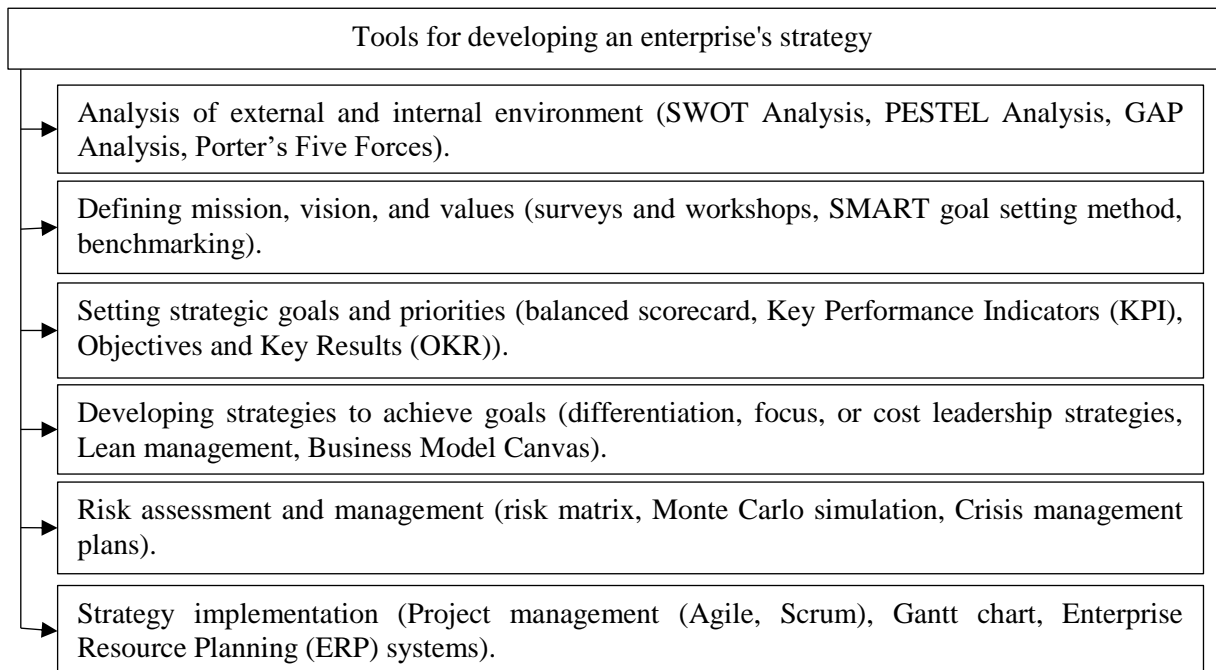 Tools for developing an enterprise's strategy
Analysis of external and internal environment (SWOT Analysis, PESTEL Analysis, GAP
Analysis, Porter’s Five Forces).
Defining mission, vision, and values (surveys and workshops, SMART goal setting method,
benchmarking).
Setting strategic goals and priorities (balanced scorecard, Key Performance Indicators (KPI),
Objectives and Key Results (OKR)).
Developing strategies to achieve goals (differentiation, focus, or cost leadership strategies,
Lean management, Business Model Canvas).
Risk assessment and management (risk matrix, Monte Carlo simulation, Crisis management
plans).
Strategy implementation (Project management (Agile, Scrum), Gantt chart, Enterprise
Resource Planning (ERP) systems).